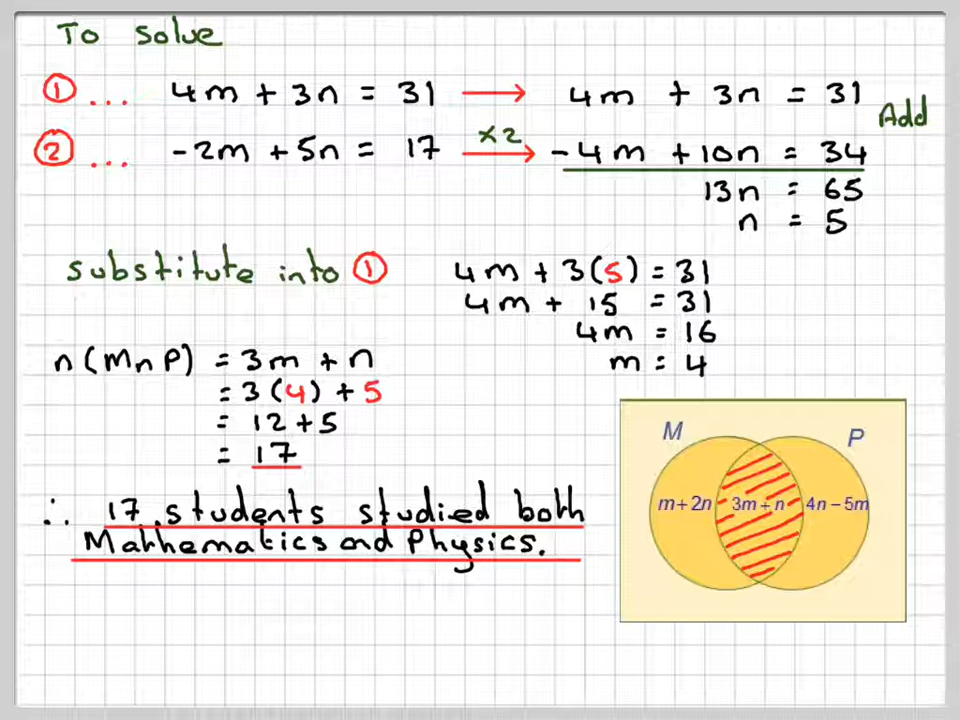 To solve
① ... 4m + 3n = 31 → 4m + 3n = 31
Add
② ... -2m + 5n = 17 ×2 → -4m + 10n = 34
13n = 65
n = 5
substitute into ①
4m + 3(5) = 31
4m + 15 = 31
4m = 16
m = 4
n(M∩P) = 3m + n
= 3(4) + 5
= 12 + 5
= 17
∴ 17 students studied both
Mathematics and Physics.
M P
m+2n 3m+n 4n−5m